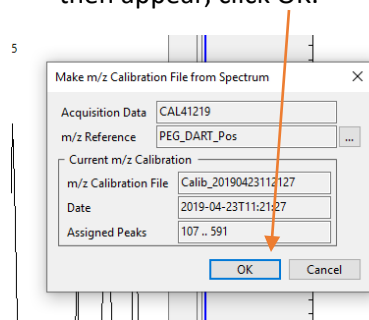 then appear, click OK.
5
Make m/z Calibration File from Spectrum
Acquisition Data CAL41219
m/z Reference PEG_DART_Pos ...
Current m/z Calibration
m/z Calibration File Calib_20190423112127
Date 2019-04-23T11:21:27
Assigned Peaks 107 .. 591
OK Cancel